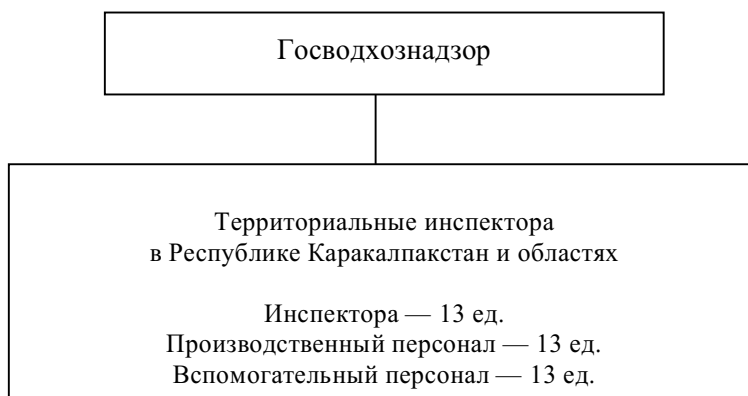 Госводхознадзор
Территориальные инспектора
в Республике Каракалпакстан и областях
Инспектора — 13 ед.
Производственный персонал — 13 ед.
Вспомогательный персонал — 13 ед.